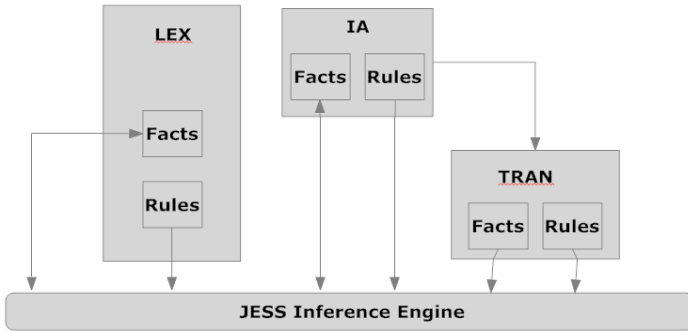 LEX
Facts
Rules
IA
Facts Rules
TRAN
Facts Rules
JESS Inference Engine